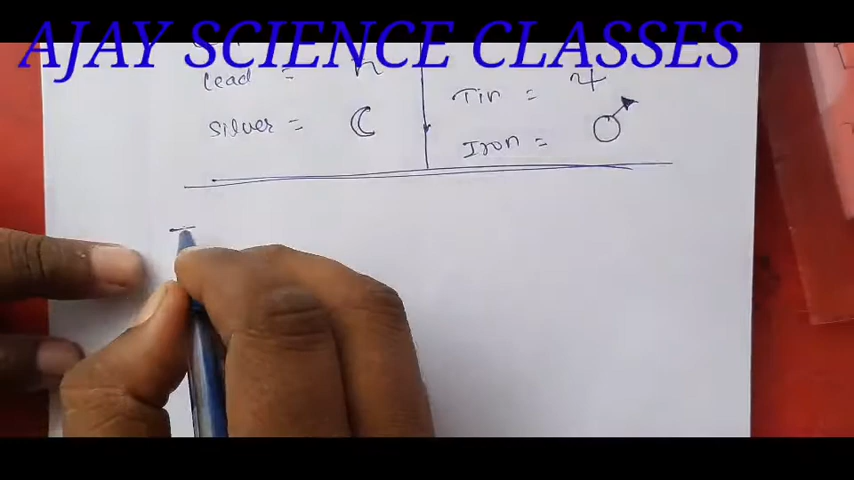 AJAY SCIENCE CLASSES
Lead = ♄
Tin = ♃
silver = ☾
Iron = ♂